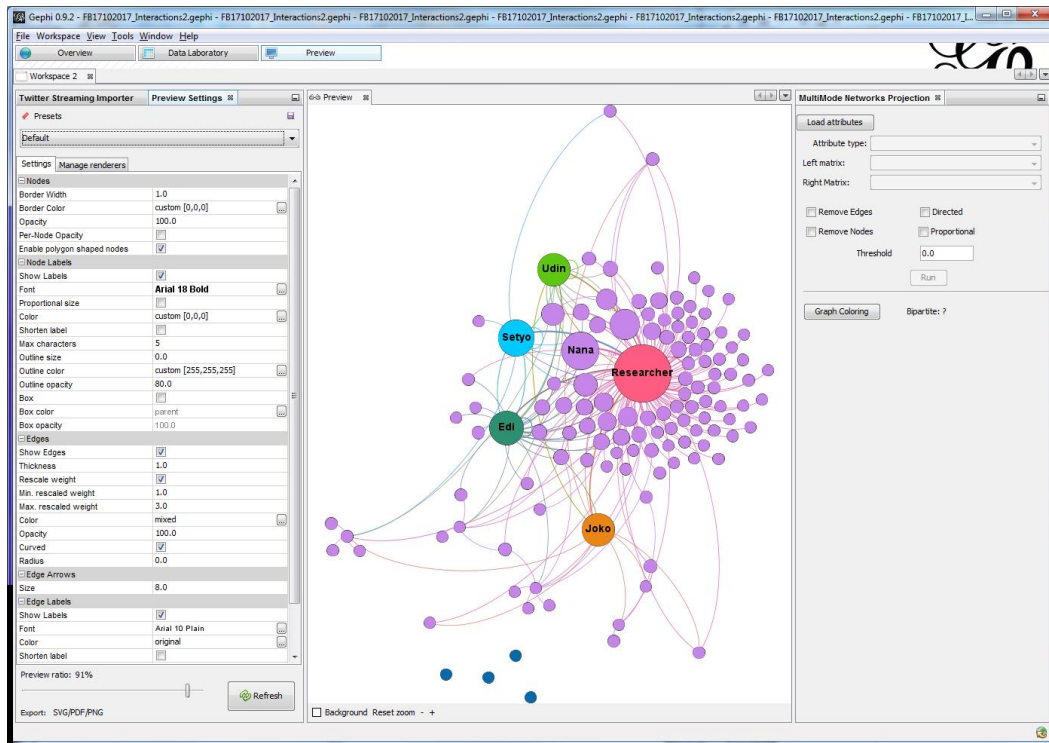 Gephi 0.9.2 - FB17102017_Interactions2.gephi - FB17102017_Interactions2.gephi - FB17102017_Interactions2.gephi - FB17102017_Interactions2.gephi - FB17102017_Interactions2.gephi - FB17102017_I...
File Workspace View Tools Window Help
Overview Data Laboratory Preview
Workspace 2
Twitter Streaming Importer Preview Settings
Presets
Default
Settings Manage renderers
Nodes
Border Width 1.0
Border Color custom [0,0,0] ...
Opacity 100.0
Per-Node Opacity
Enable polygon shaped nodes
Node Labels
Show Labels
Font Arial 18 Bold ...
Proportional size
Color custom [0,0,0] ...
Shorten label
Max characters 5
Outline size 0.0
Outline color custom [255,255,255] ...
Outline opacity 80.0
Box
Box color parent ...
Box opacity 100.0
Edges
Show Edges
Thickness 1.0
Rescale weight
Min. rescaled weight 1.0
Max. rescaled weight 3.0
Color mixed ...
Opacity 100.0
Curved
Radius 0.0
Edge Arrows
Size 8.0
Edge Labels
Show Labels
Font Arial 10 Plain ...
Color original ...
Shorten label
Preview ratio: 91%
Refresh
Export: SVG/PDF/PNG
Preview
Udin
Setyo
Nana
Researcher
Edi
Joko
Background Reset zoom - +
MultiMode Networks Projection
Load attributes
Attribute type:
Left matrix:
Right Matrix:
Remove Edges Directed
Remove Nodes Proportional
Threshold 0.0
Run
Graph Coloring Bipartite: ?